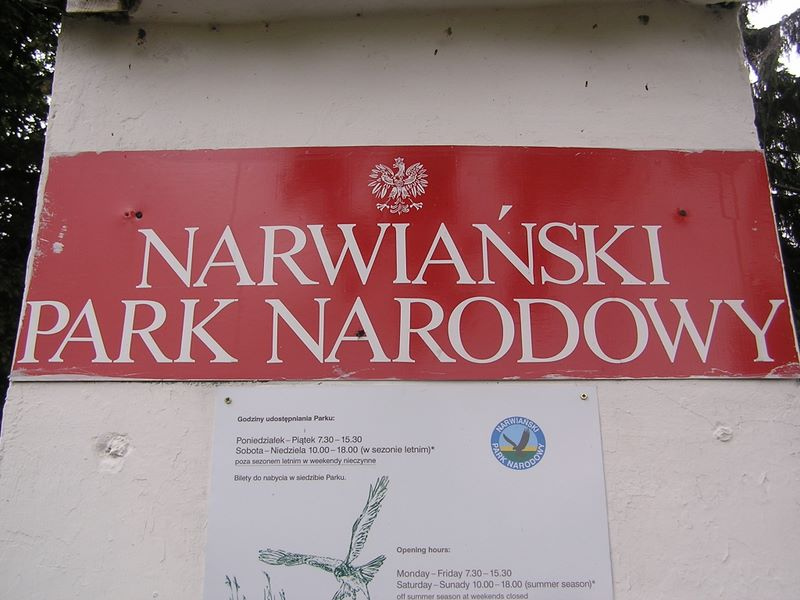 NARWIAŃSKI
PARK NARODOWY
Godziny udostępniania Parku:
Poniedziałek – Piątek 7.30 - 15.30
Sobota – Niedziela 10.00 - 18.00 (w sezonie letnim)*
poza sezonem letnim w weekendy nieczynne
Bilety do nabycia w siedzibie Parku.
NARWIAŃSKI
PARK NARODOWY
Opening hours:
Monday – Friday 7.30 - 15.30
Saturday – Sunady 10.00 - 18.00 (summer season)*
off summer season at weekends closed